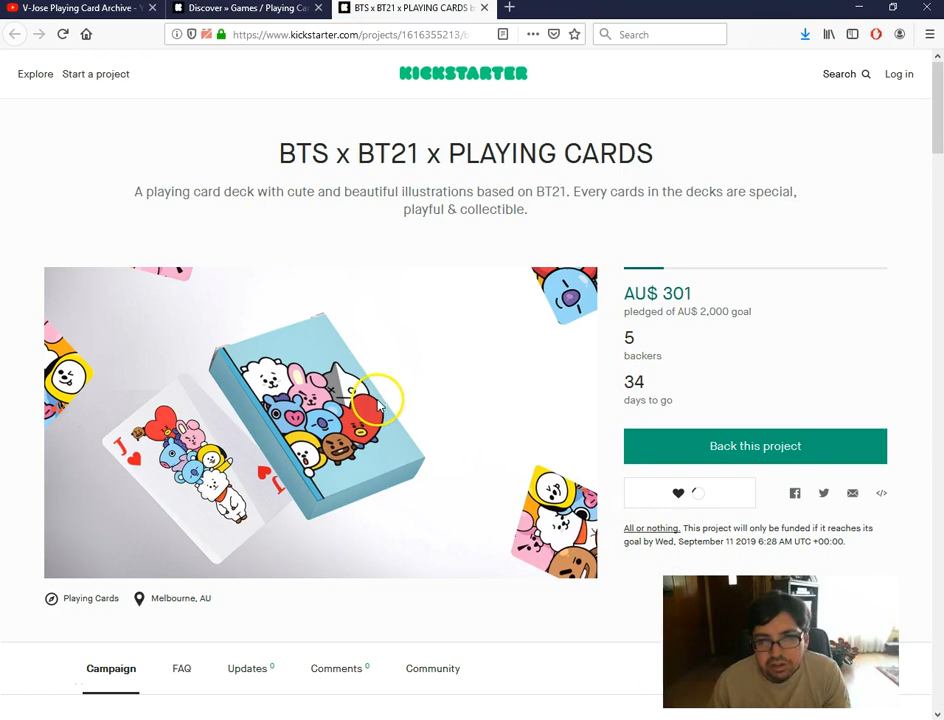 V-Jose Playing Card Archive - Y
Discover » Games / Playing Car
BTS x BT21 x PLAYING CARDS b
https://www.kickstarter.com/projects/1616355213/b
Search
Explore
Start a project
KICKSTARTER
Search
Log in
BTS x BT21 x PLAYING CARDS
A playing card deck with cute and beautiful illustrations based on BT21. Every cards in the decks are special,
playful & collectible.
J
J
AU$ 301
pledged of AU$ 2,000 goal
5
backers
34
days to go
Back this project
All or nothing. This project will only be funded if it reaches its
goal by Wed, September 11 2019 6:28 AM UTC +00:00.
Playing Cards
Melbourne, AU
Campaign
FAQ
Updates 0
Comments 0
Community